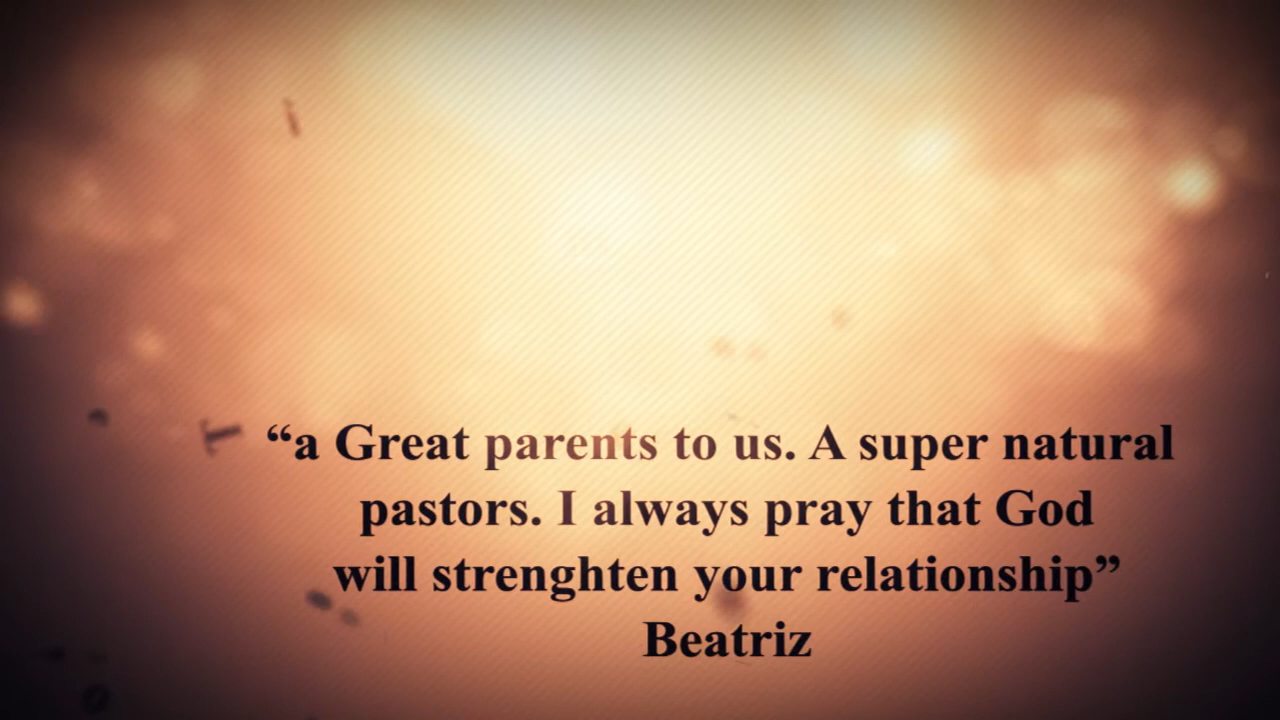 “a Great parents to us. A super natural
pastors. I always pray that God
will strenghten your relationship”
Beatriz